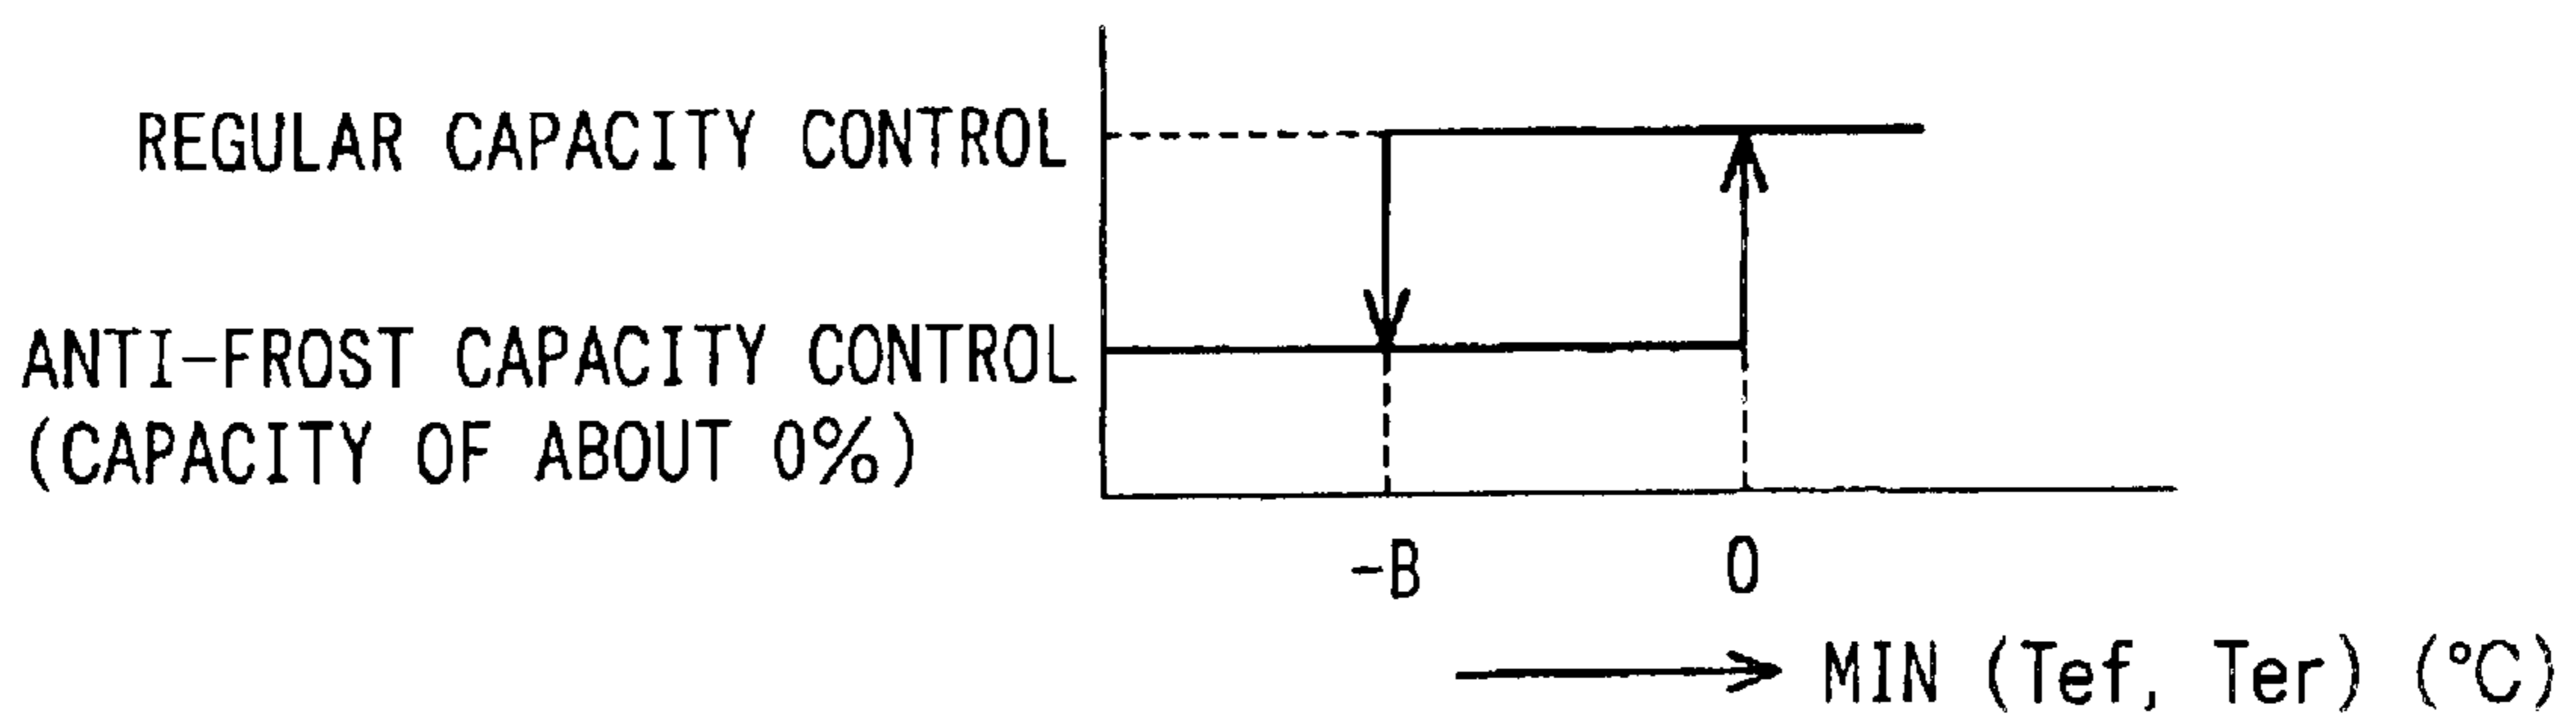 REGULAR CAPACITY CONTROL
ANTI-FROST CAPACITY CONTROL
(CAPACITY OF ABOUT 0%)
-B
0
MIN (Tef, Ter) (°C)